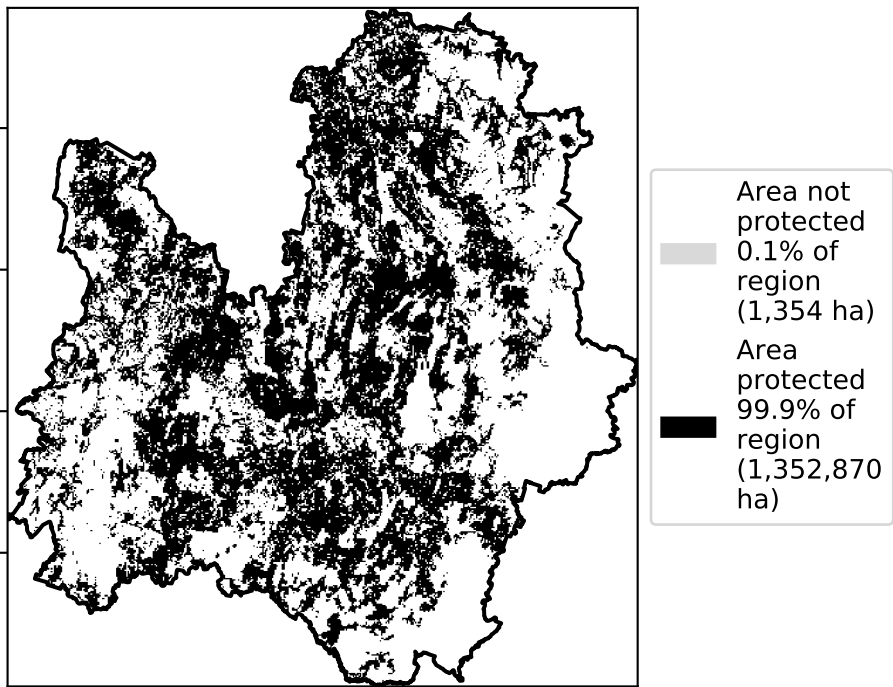 Area not
protected
0.1% of
region
(1,354 ha)
Area
protected
99.9% of
region
(1,352,870
ha)